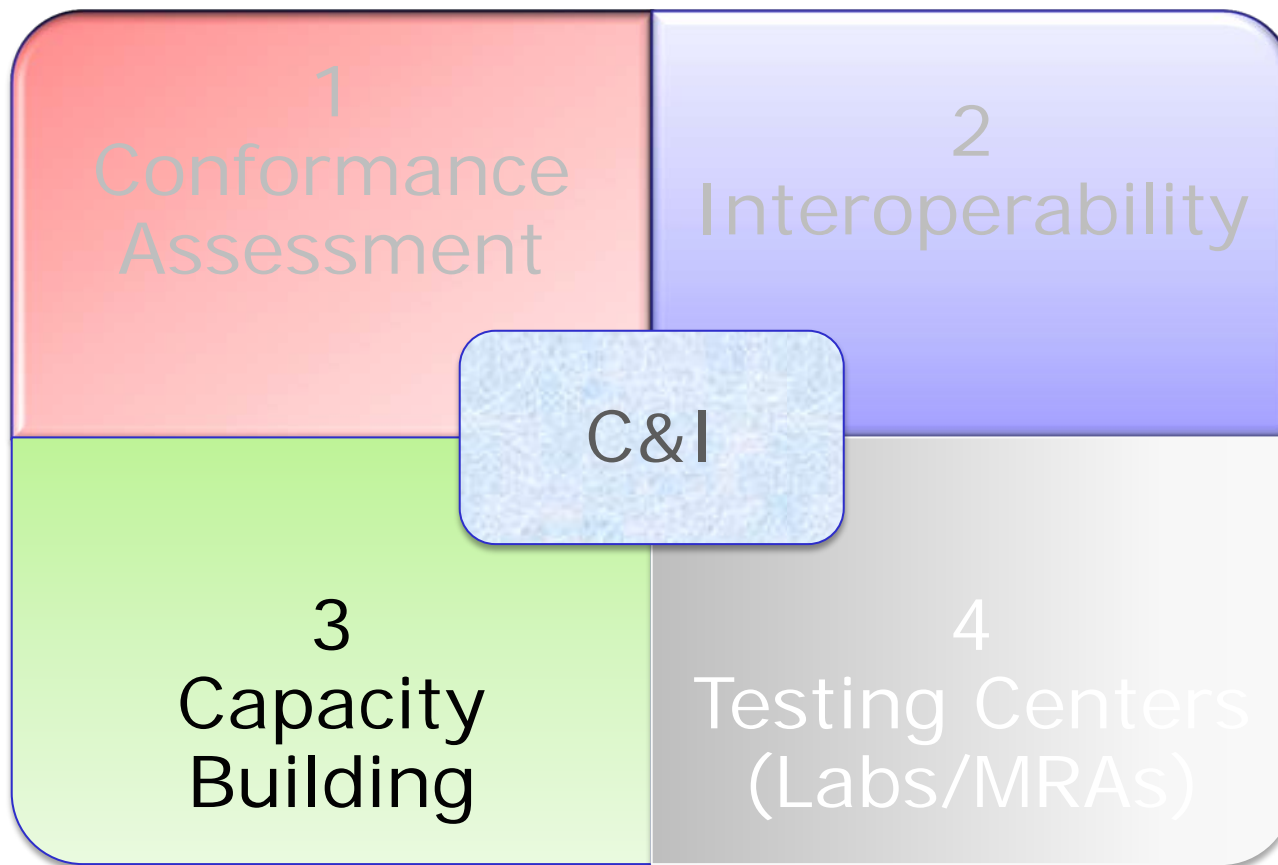 1
Conformance
Assessment
2
Interoperability
C&I
3
Capacity
Building
4
Testing Centers
(Labs/MRAs)